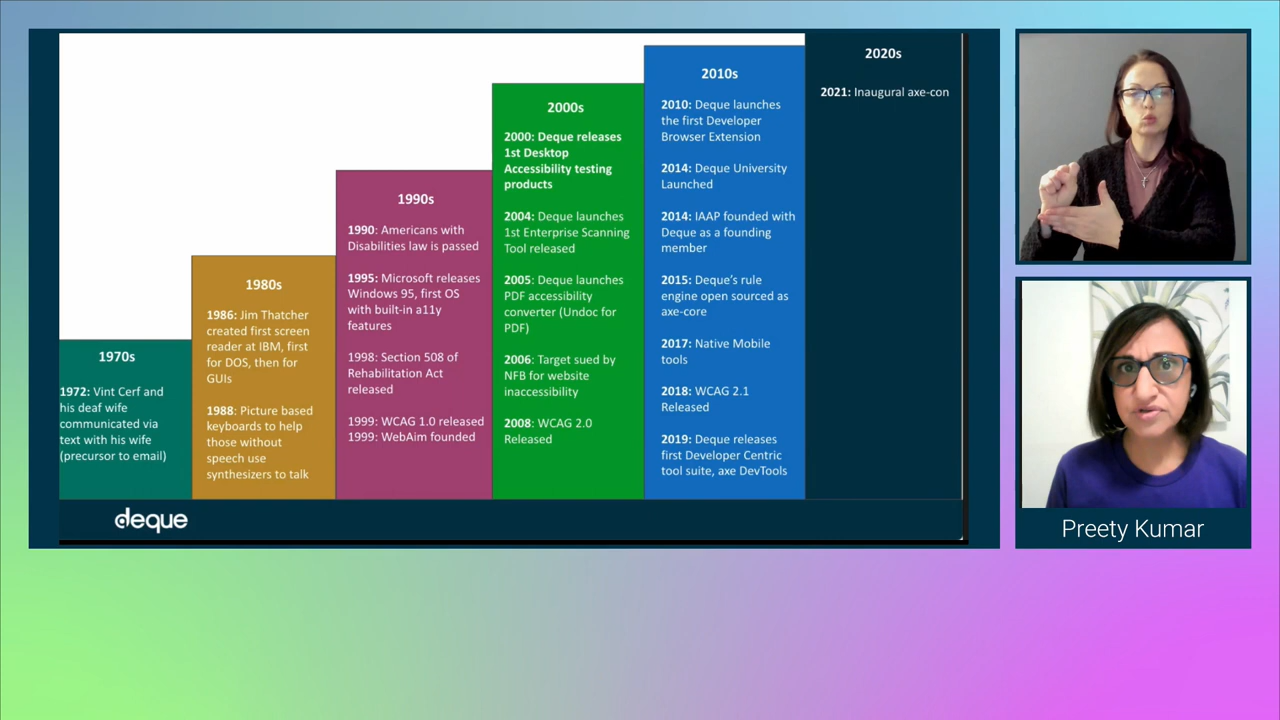 1970s
1972: Vint Cerf and
his deaf wife
communicated via
text with his wife
(precursor to email)
1980s
1986: Jim Thatcher
created first screen
reader at IBM, first
for DOS, then for
GUIs
1988: Picture based
keyboards to help
those without
speech use
synthesizers to talk
1990s
1990: Americans with
Disabilities law is passed
1995: Microsoft releases
Windows 95, first OS
with built-in a11y
features
1998: Section 508 of
Rehabilitation Act
released
1999: WCAG 1.0 released
1999: WebAim founded
2000s
2000: Deque releases
1st Desktop
Accessibility testing
products
2004: Deque launches
1st Enterprise Scanning
Tool released
2005: Deque launches
PDF accessibility
converter (Undoc for
PDF)
2006: Target sued by
NFB for website
inaccessibility
2008: WCAG 2.0
Released
2010s
2010: Deque launches
the first Developer
Browser Extension
2014: Deque University
Launched
2014: IAAP founded with
Deque as a founding
member
2015: Deque's rule
engine open sourced as
axe-core
2017: Native Mobile
tools
2018: WCAG 2.1
Released
2019: Deque releases
first Developer Centric
tool suite, axe DevTools
2020s
2021: Inaugural axe-con
deque
Preety Kumar